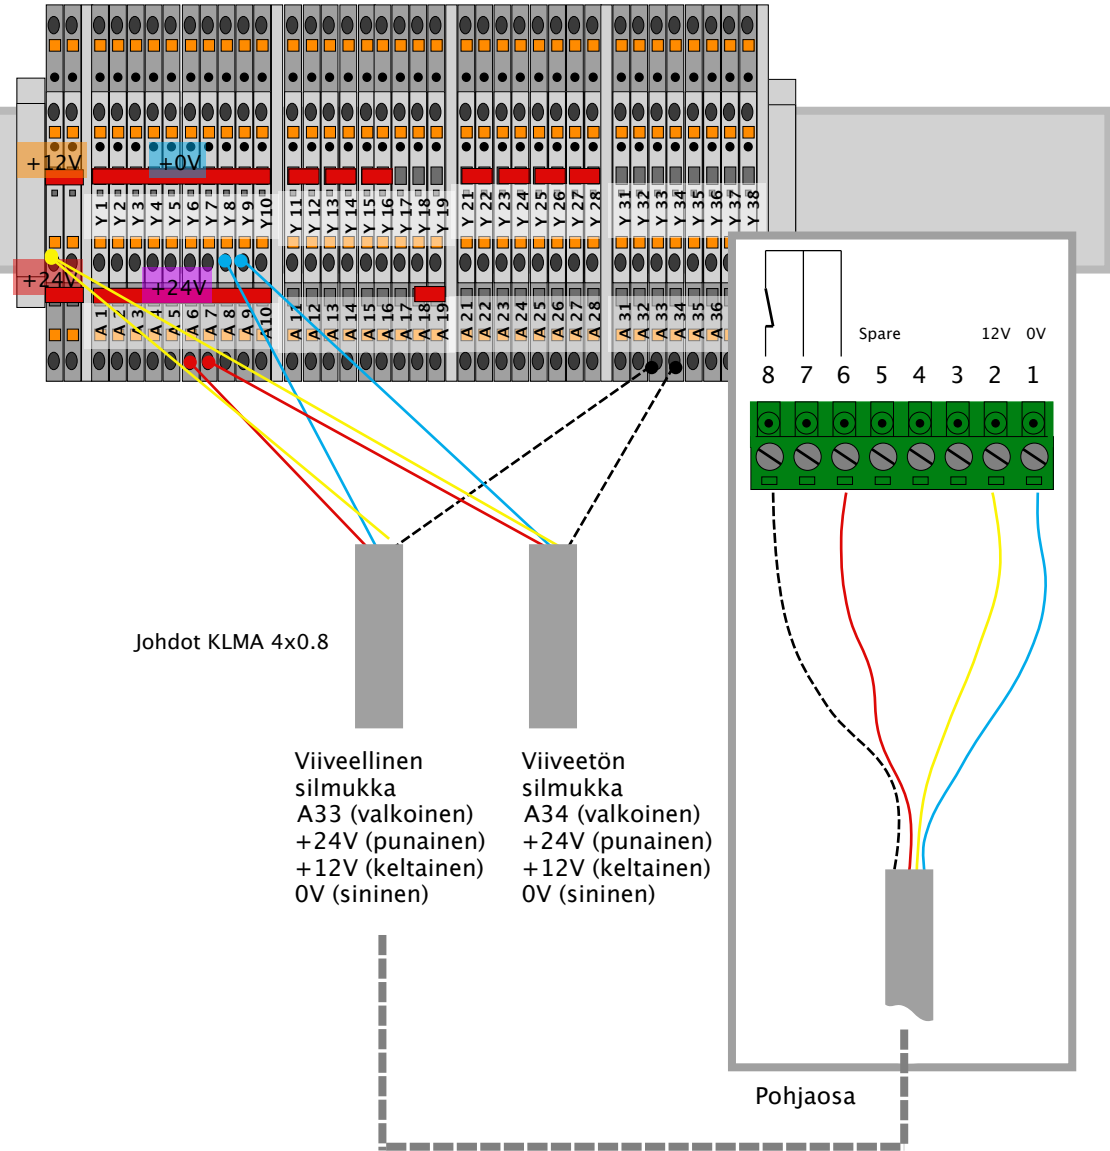 +12V
+0V
Y 1
Y 2
Y 3
Y 4
Y 5
Y 6
Y 7
Y 8
Y 9
Y10
Y 11
Y 12
Y 13
Y 14
Y 15
Y 16
Y 17
Y 18
Y 19
Y 21
Y 22
Y 23
Y 24
Y 25
Y 26
Y 27
Y 28
Y 31
Y 32
Y 33
Y 34
Y 35
Y 36
Y 37
Y 38
+24V
+24V
A 1
A 2
A 3
A 4
A 5
A 6
A 7
A 8
A 9
A10
A 11
A 12
A 13
A 14
A 15
A 16
A 17
A 18
A 19
A 21
A 22
A 23
A 24
A 25
A 26
A 27
A 28
A 31
A 32
A 33
A 34
A 35
A 36
Spare 12V 0V
8 7 6 5 4 3 2 1
Johdot KLMA 4x0.8
Viiveellinen
silmukka
A33 (valkoinen)
+24V (punainen)
+12V (keltainen)
0V (sininen)
Viiveetön
silmukka
A34 (valkoinen)
+24V (punainen)
+12V (keltainen)
0V (sininen)
Pohjaosa